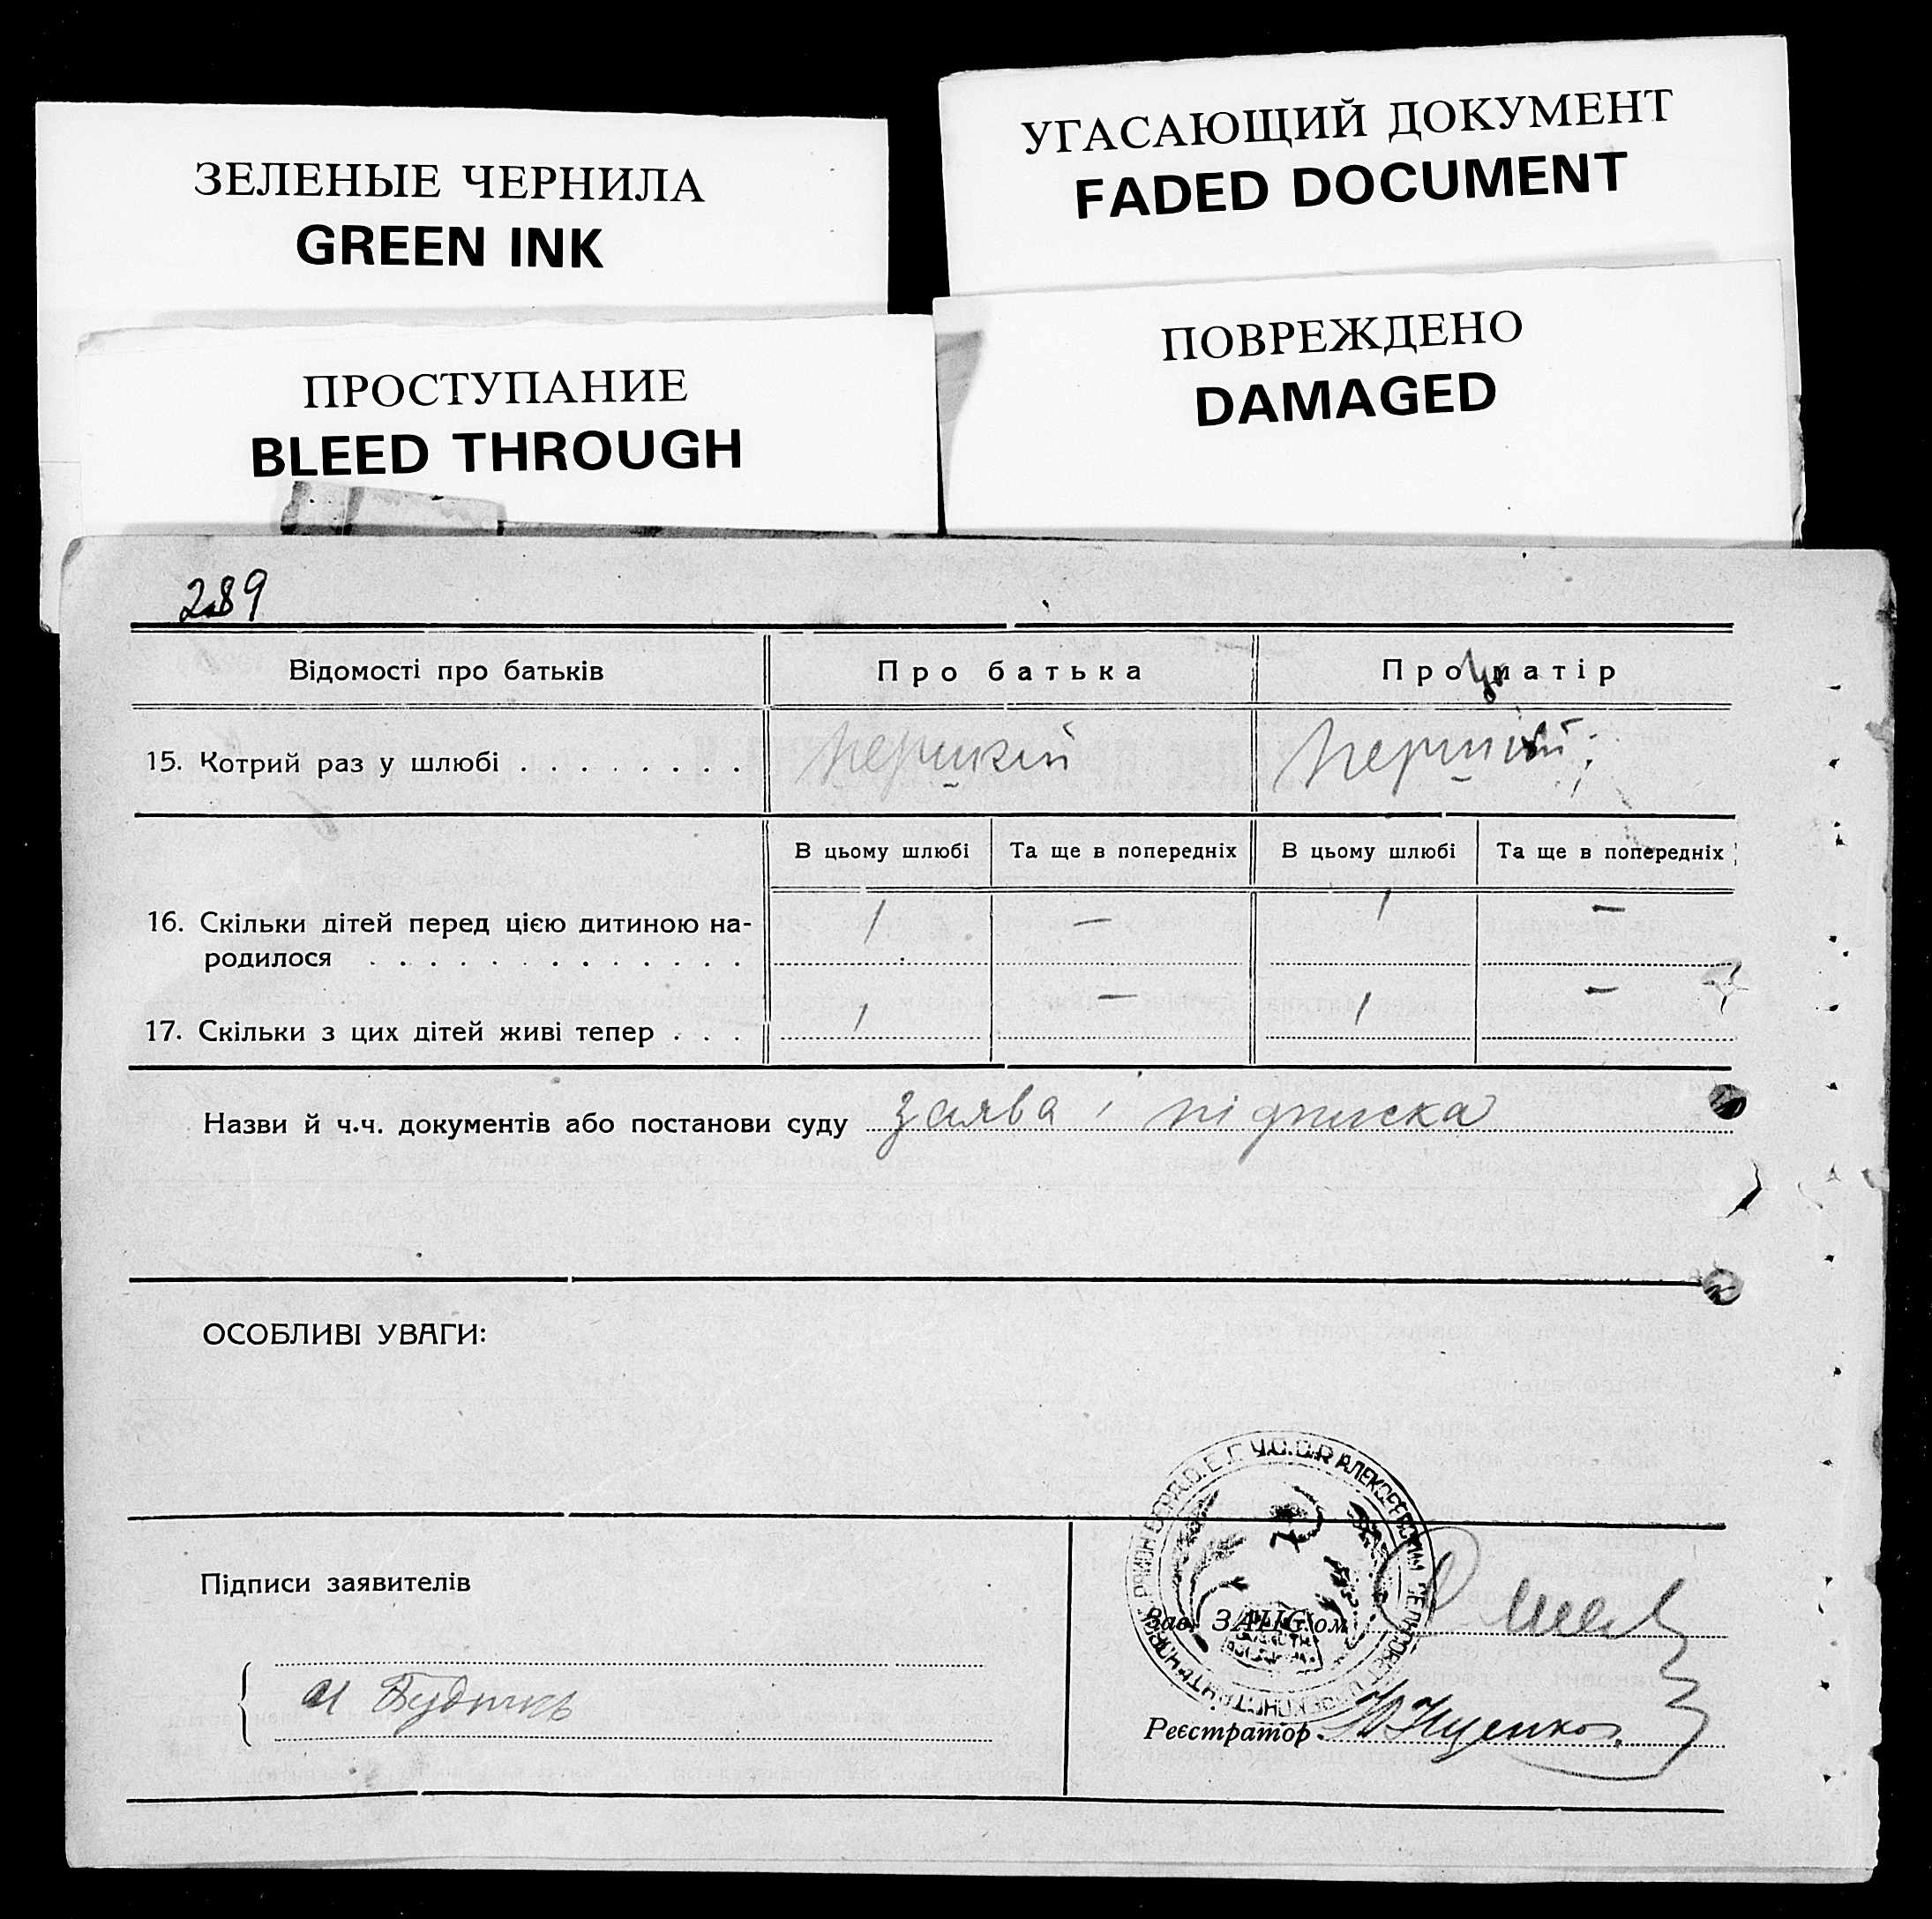 ЗЕЛЕНЫЕ ЧЕРНИЛА
GREEN INK
УГАСАЮЩИЙ ДОКУМЕНТ
FADED DOCUMENT
ПРОСТУПАНИЕ
BLEED THROUGH
ПОВРЕЖДЕНО
DAMAGED
289
Відомості про батьків Про батька Про матір
15. Котрий раз у шлюбі . . . . . . . . перший перший
В цьому шлюбі Та ще в попередніх В цьому шлюбі Та ще в попередніх
16. Скільки дітей перед цією дитиною на- 1 — 1 —
родилося . . . . . . . . . . . . .
17. Скільки з цих дітей живі тепер . . . 1 — 1 —
Назви й ч.ч. документів або постанови суду заява і підписка
ОСОБЛИВІ УВАГИ:
У.С.С.Р
Підписи заявителів
Зав. ЗАНГ'ом
Реєстратор